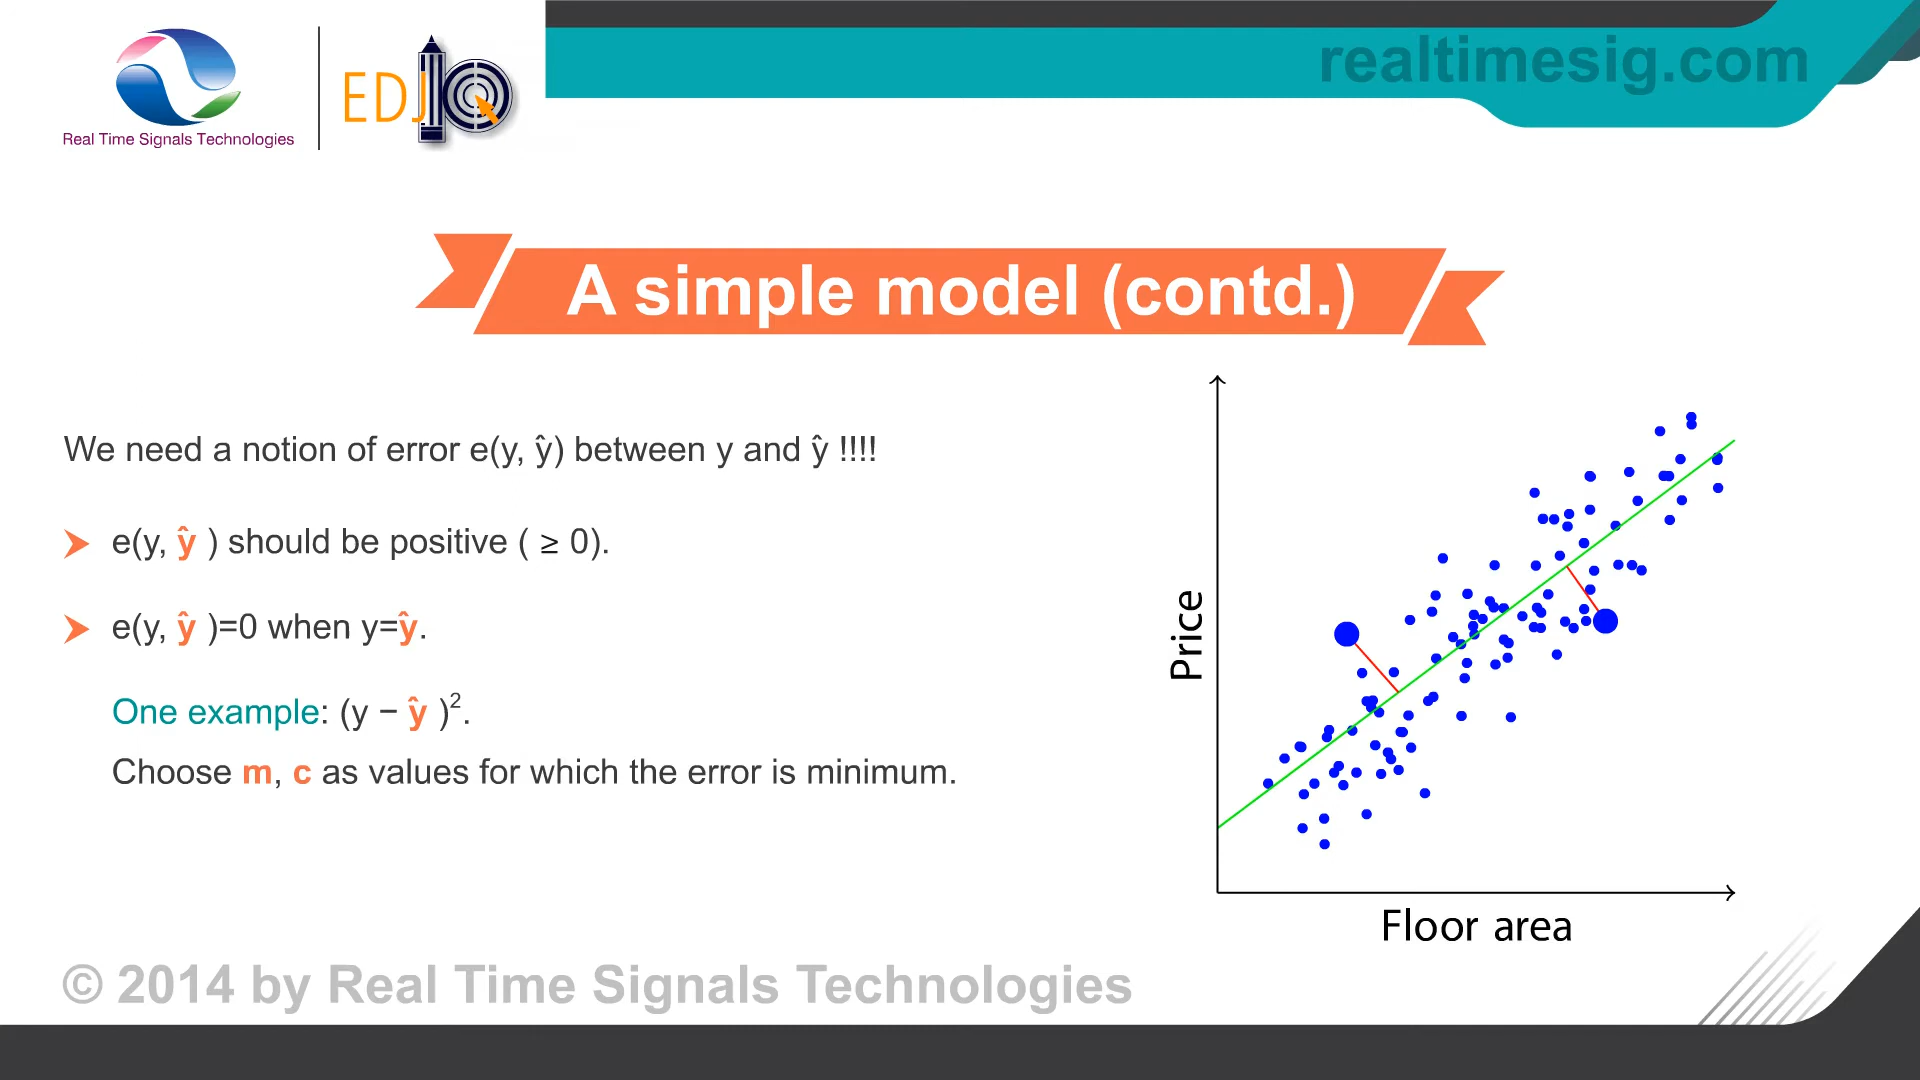 Real Time Signals Technologies
EDJ
realtimesig.com
A simple model (contd.)
We need a notion of error e(y, ŷ) between y and ŷ !!!!
e(y, ŷ ) should be positive ( ≥ 0).
e(y, ŷ )=0 when y=ŷ.
One example: (y − ŷ )².
Choose m, c as values for which the error is minimum.
Price
Floor area
© 2014 by Real Time Signals Technologies